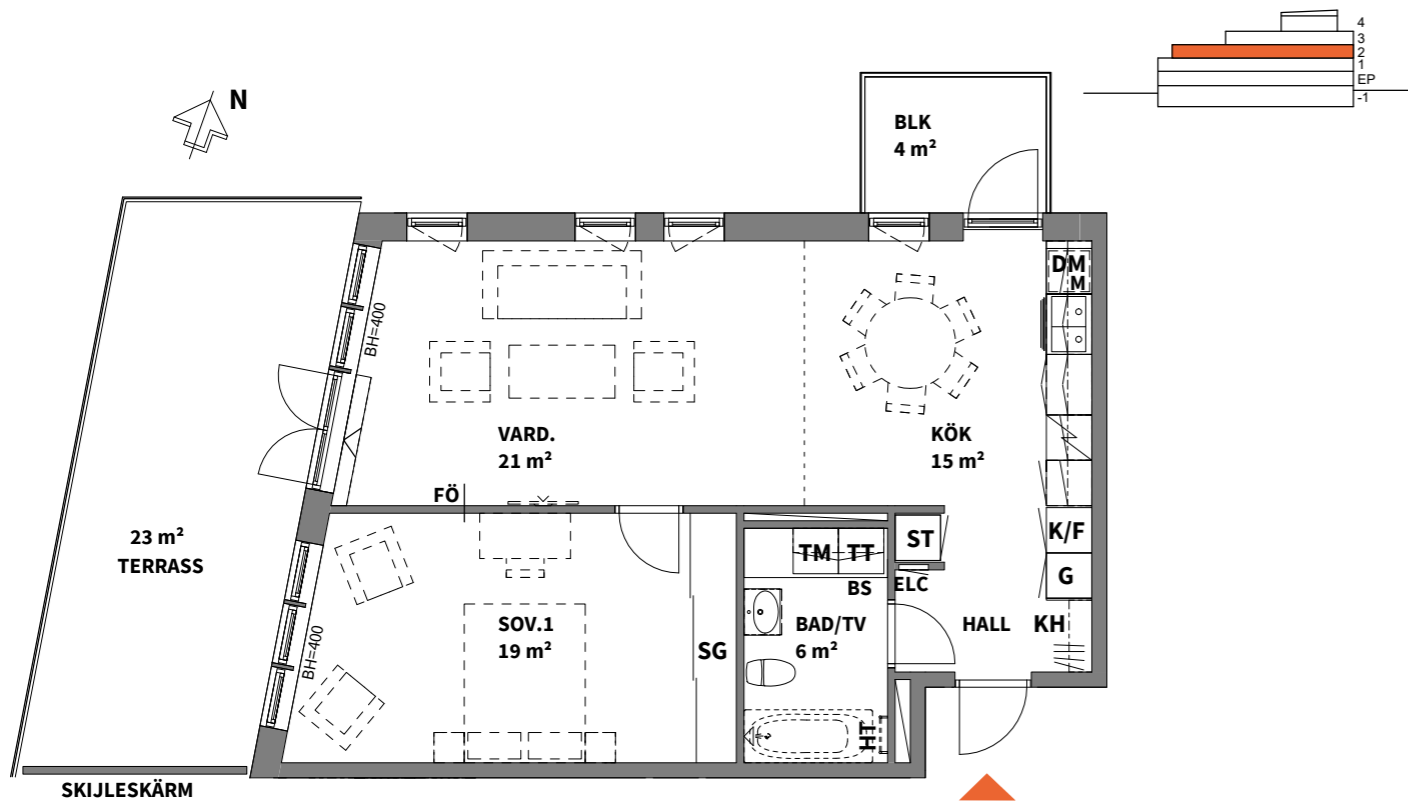 4
3
2
1
EP
-1
N
BLK
4 m²
DM
M
BH=400
VARD.
21 m²
KÖK
15 m²
FÖ
23 m²
TERRASS
ST
K/F
TM TT
G
BS
ELC
SOV.1
19 m²
SG
BAD/TV
6 m²
HALL
KH
BH=400
HT
SKIJLESKÄRM